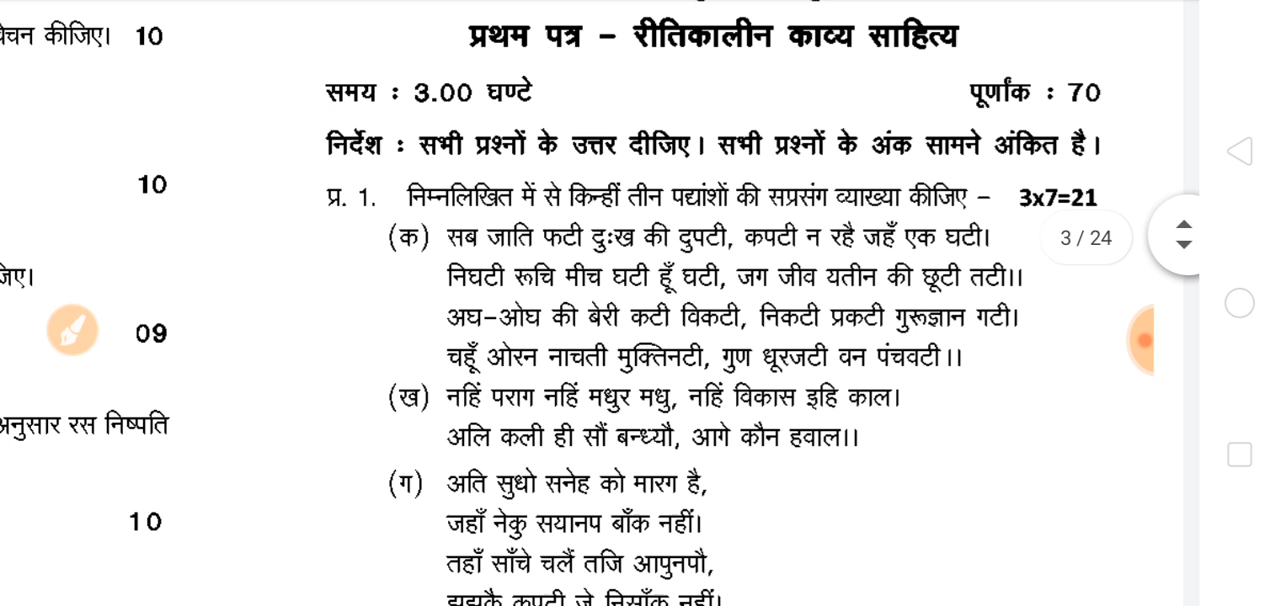 वेचन कीजिए। 10
10
जिए।
09
अनुसार रस निष्पति
10
प्रथम पत्र – रीतिकालीन काव्य साहित्य
समय : 3.00 घण्टे पूर्णांक : 70
निर्देश : सभी प्रश्नों के उत्तर दीजिए। सभी प्रश्नों के अंक सामने अंकित है।
प्र. 1. निम्नलिखित में से किन्हीं तीन पद्यांशों की सप्रसंग व्याख्या कीजिए – 3x7=21
(क) सब जाति फटी दुःख की दुपटी, कपटी न रहै जहँ एक घटी।
3 / 24
निघटी रूचि मीच घटी हूँ घटी, जग जीव यतीन की छूटी तटी।।
अघ-ओघ की बेरी कटी विकटी, निकटी प्रकटी गुरूज्ञान गटी।
चहूँ ओरन नाचती मुक्तिनटी, गुण धूरजटी वन पंचवटी।।
(ख) नहिं पराग नहिं मधुर मधु, नहिं विकास इहि काल।
अलि कली ही सौं बन्ध्यौ, आगे कौन हवाल।।
(ग) अति सुधो सनेह को मारग है,
जहाँ नेकु सयानप बाँक नहीं।
तहाँ साँचे चलैं तजि आपुनपौ,
झझकै कपटी जे निसाँक नहीं।